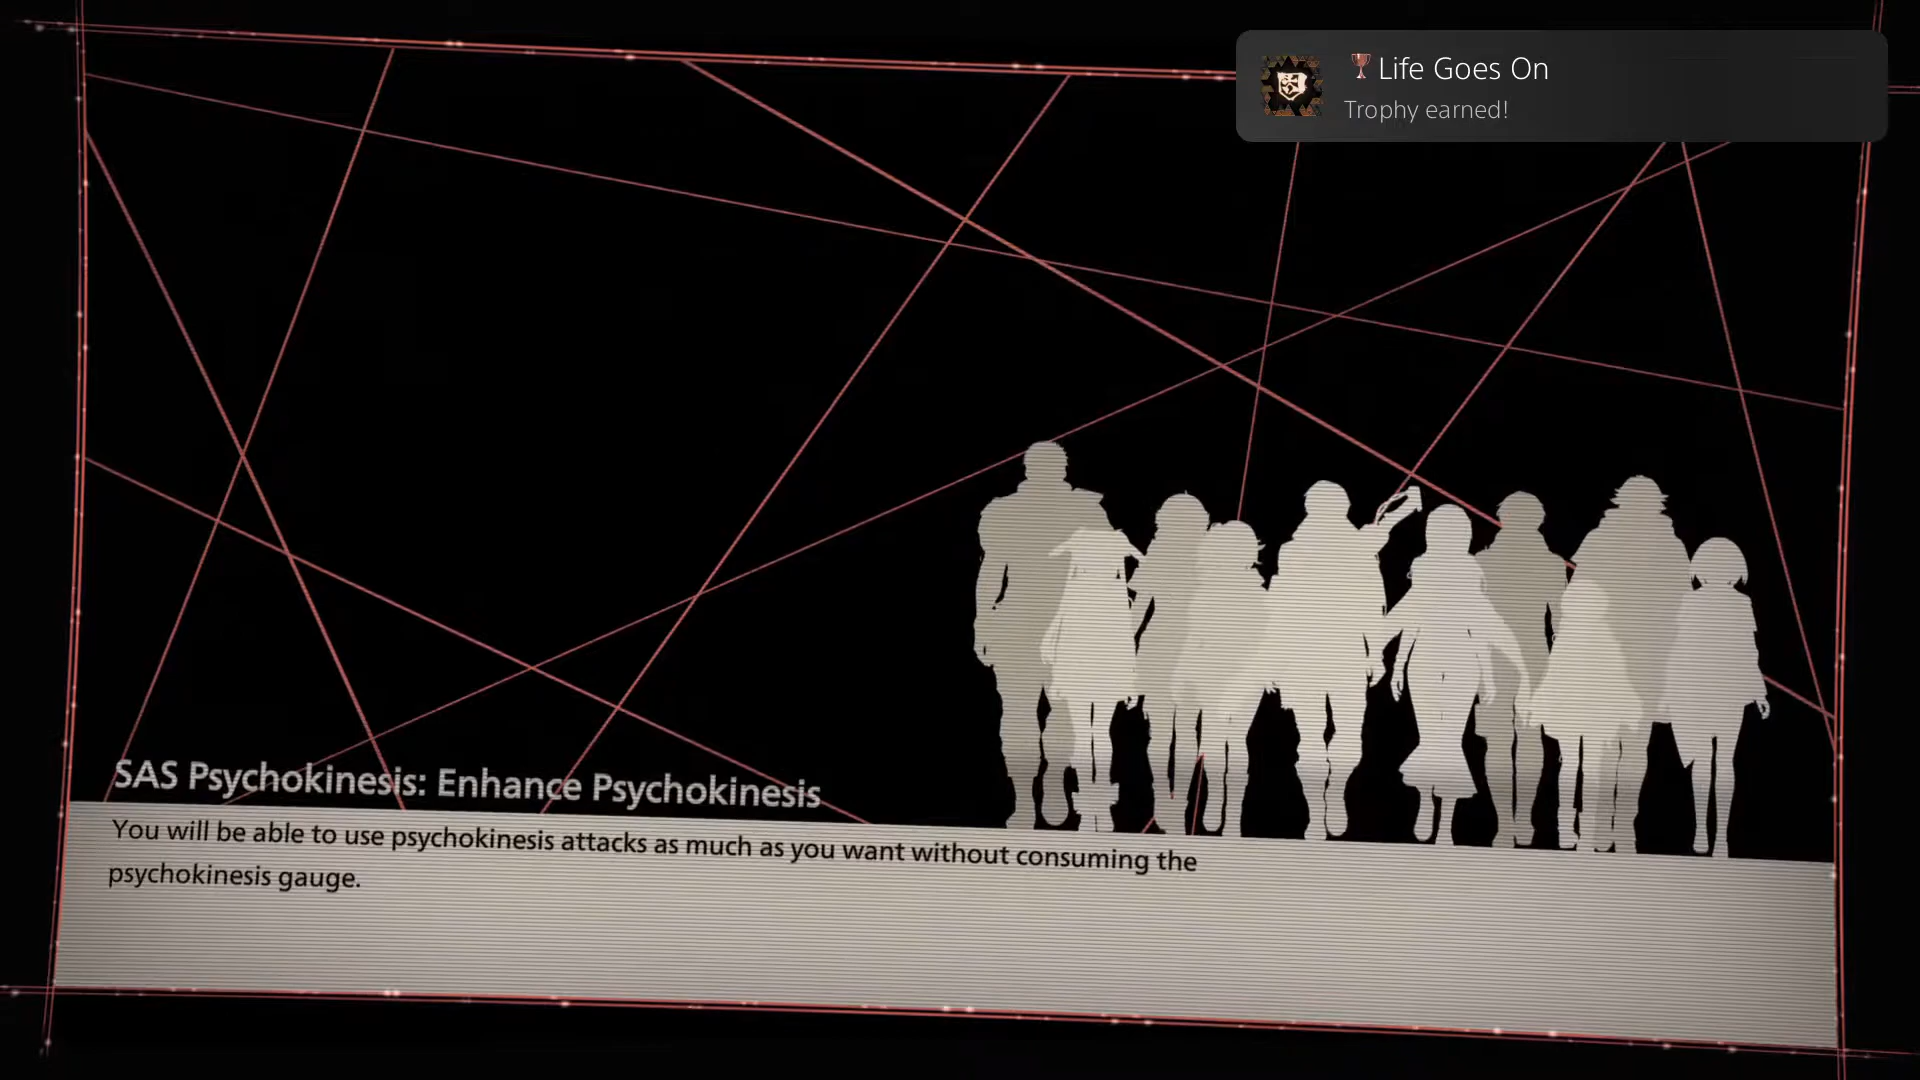 Life Goes On
Trophy earned!
SAS Psychokinesis: Enhance Psychokinesis
You will be able to use psychokinesis attacks as much as you want without consuming the
psychokinesis gauge.